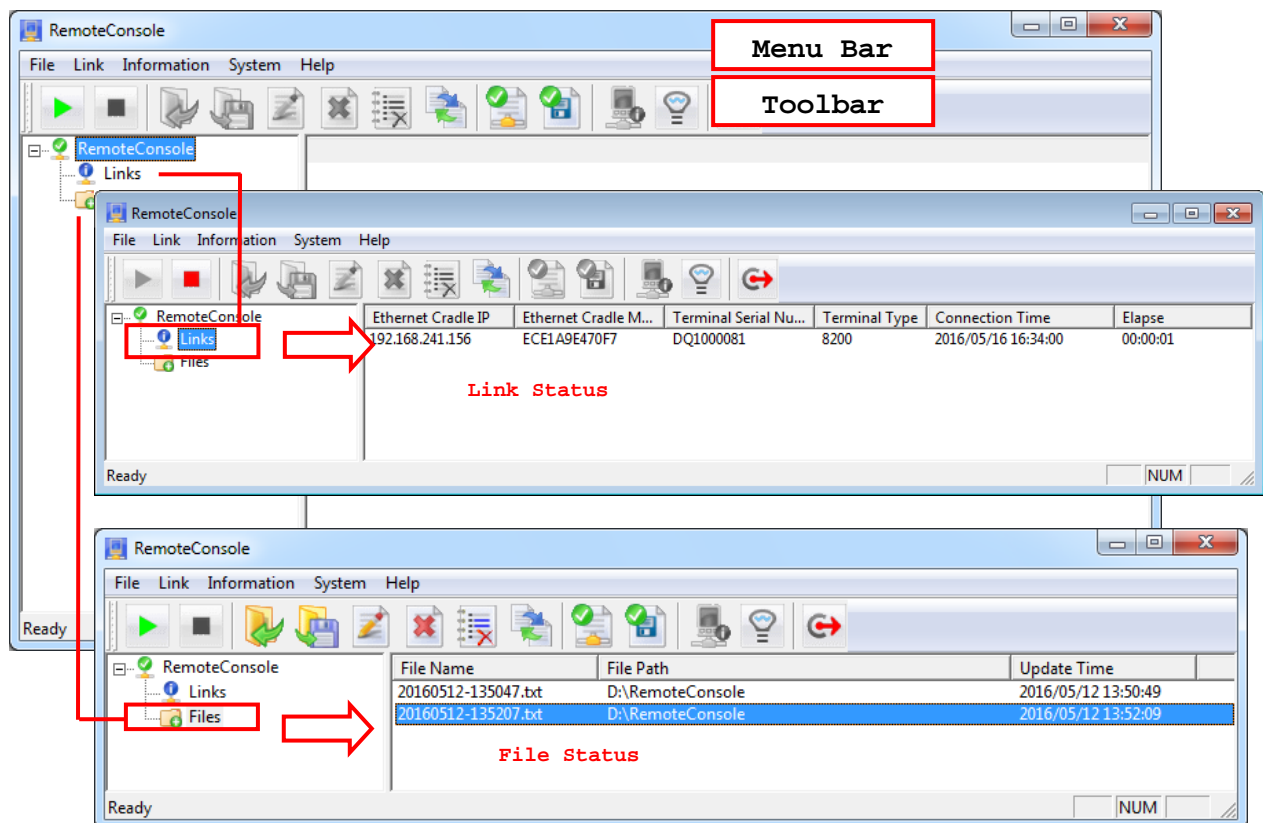 RemoteConsole
File Link Information System Help
Menu Bar
Toolbar
RemoteConsole
Links
RemoteConsole
File Link Information System Help
RemoteConsole
Links
Files
Ethernet Cradle IP Ethernet Cradle M... Terminal Serial Nu... Terminal Type Connection Time Elapse
192.168.241.156 ECE1A9E470F7 DQ1000081 8200 2016/05/16 16:34:00 00:00:01
Link Status
Ready NUM
RemoteConsole
File Link Information System Help
Ready
RemoteConsole
Links
Files
File Name File Path Update Time
20160512-135047.txt D:\RemoteConsole 2016/05/12 13:50:49
20160512-135207.txt D:\RemoteConsole 2016/05/12 13:52:09
File Status
Ready NUM